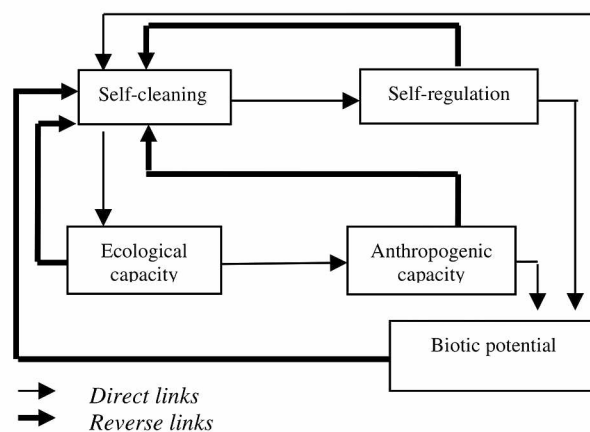 Self-cleaning
Self-regulation
Ecological
capacity
Anthropogenic
capacity
Biotic potential
Direct links
Reverse links